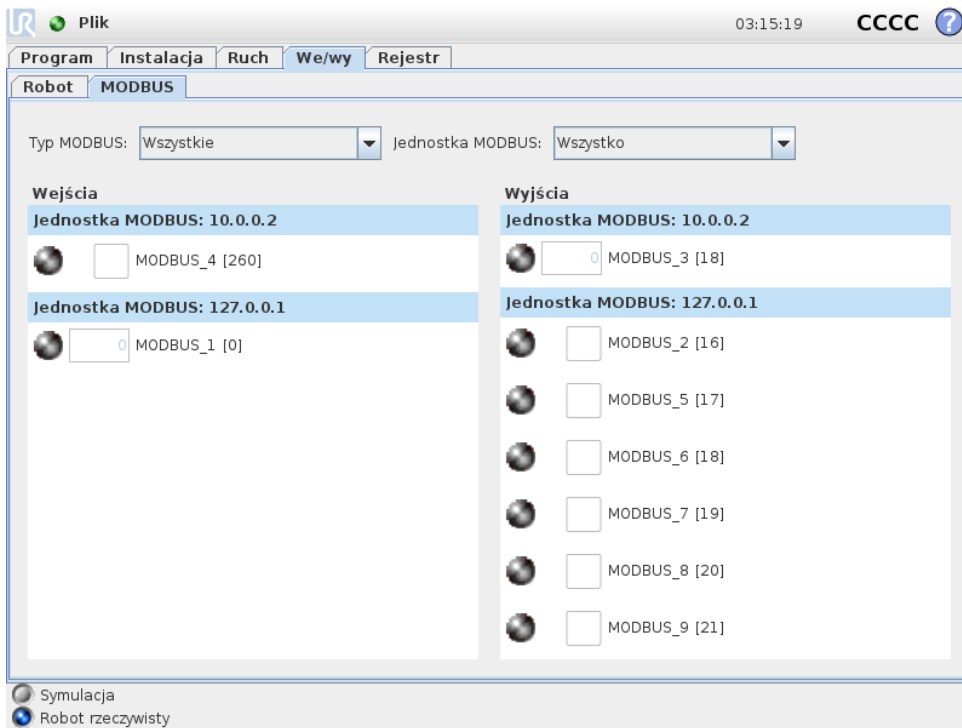 UR Plik 03:15:19 CCCC ?
Program Instalacja Ruch We/wy Rejestr
Robot MODBUS
Typ MODBUS: Wszystkie Jednostka MODBUS: Wszystko
Wejścia
Jednostka MODBUS: 10.0.0.2
MODBUS_4 [260]
Jednostka MODBUS: 127.0.0.1
0 MODBUS_1 [0]
Wyjścia
Jednostka MODBUS: 10.0.0.2
0 MODBUS_3 [18]
Jednostka MODBUS: 127.0.0.1
MODBUS_2 [16]
MODBUS_5 [17]
MODBUS_6 [18]
MODBUS_7 [19]
MODBUS_8 [20]
MODBUS_9 [21]
Symulacja
Robot rzeczywisty